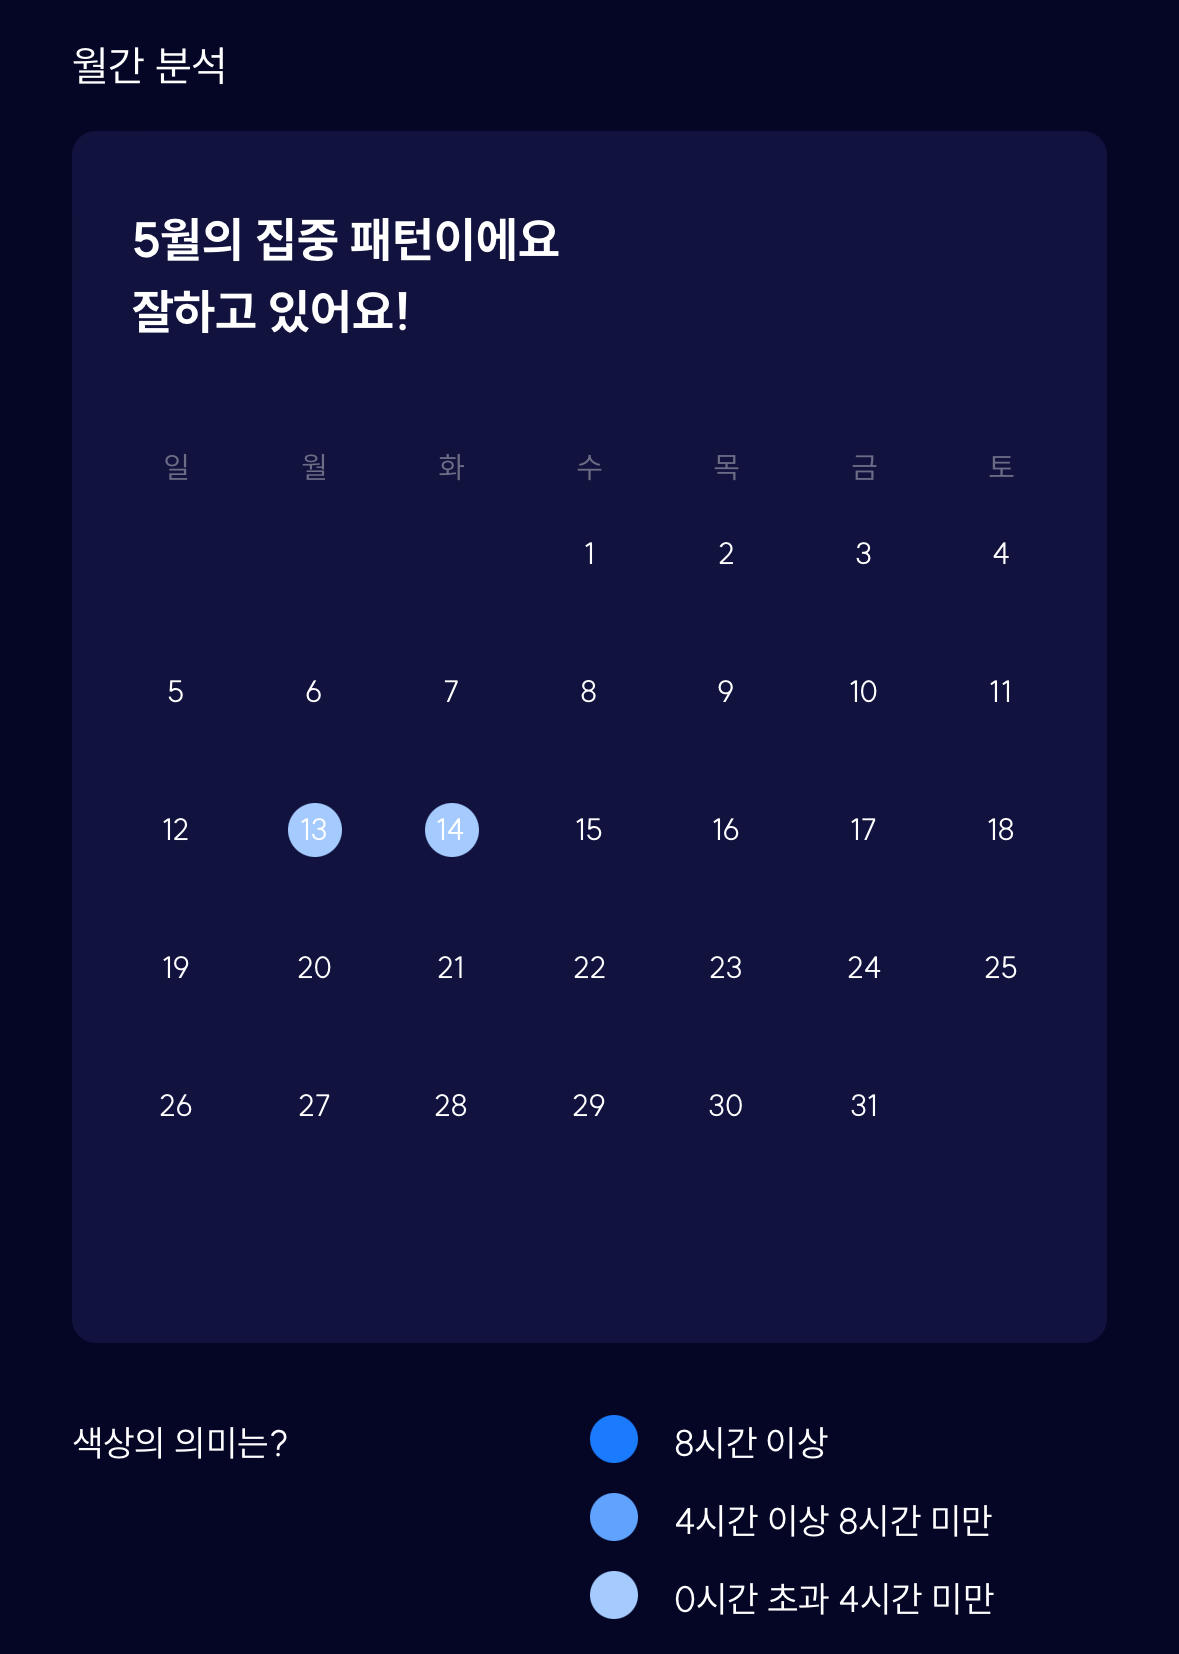 월간 분석
5월의 집중 패턴이에요
잘하고 있어요!
일 월 화 수 목 금 토
1 2 3 4
5 6 7 8 9 10 11
12 13 14 15 16 17 18
19 20 21 22 23 24 25
26 27 28 29 30 31
색상의 의미는?
8시간 이상
4시간 이상 8시간 미만
0시간 초과 4시간 미만